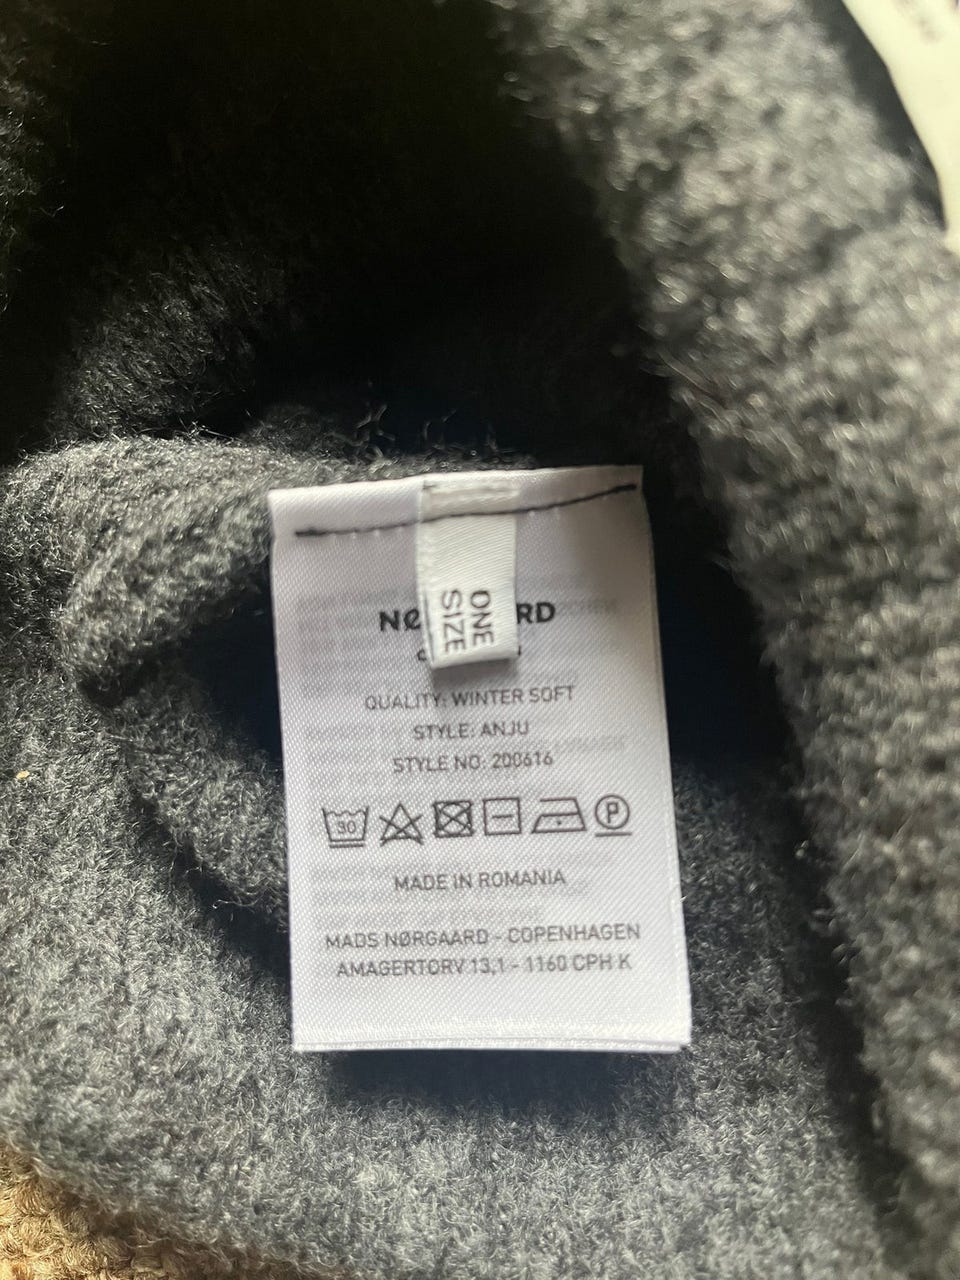 ONE
SIZE
QUALITY: WINTER SOFT
STYLE: ANJU
STYLE NO: 200616
30
P
MADE IN ROMANIA
MADS NØRGAARD - COPENHAGEN
AMAGERTORV 13,1 - 1160 CPH K